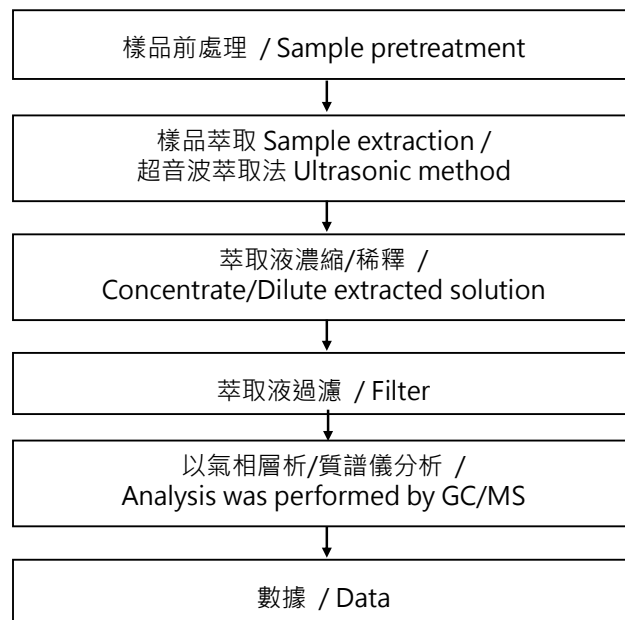 樣品前處理 / Sample pretreatment
樣品萃取 Sample extraction /
超音波萃取法 Ultrasonic method
萃取液濃縮/稀釋 /
Concentrate/Dilute extracted solution
萃取液過濾 / Filter
以氣相層析/質譜儀分析 /
Analysis was performed by GC/MS
數據 / Data